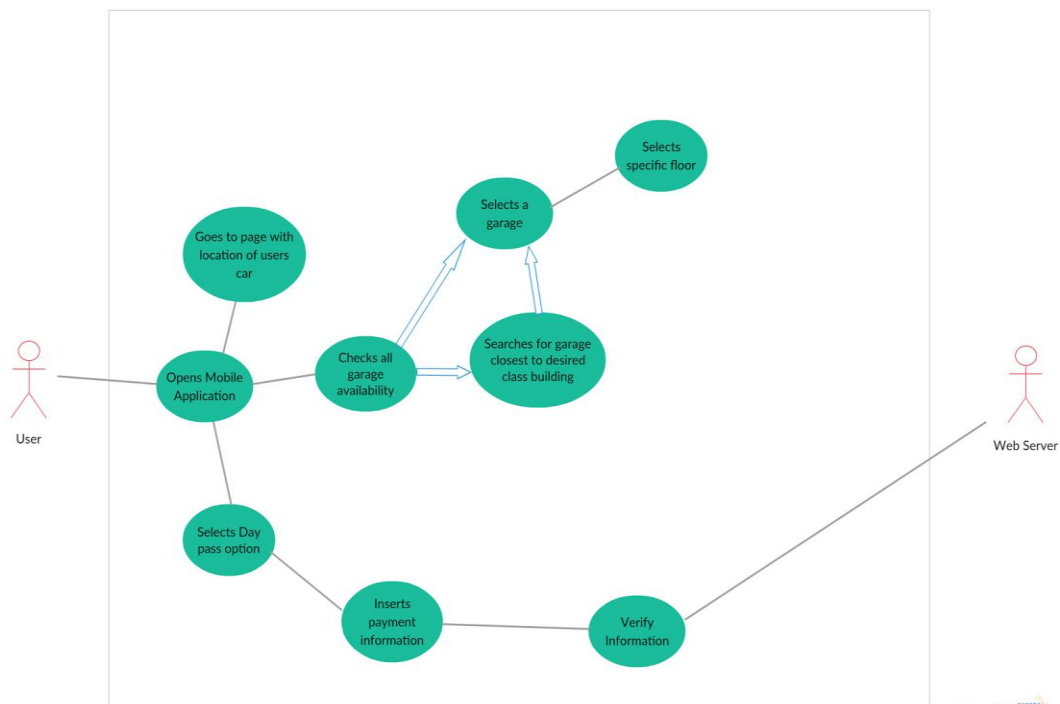 Selects
specific floor
Selects a
garage
Goes to page with
location of users
car
Checks all
garage
availability
Searches for garage
closest to desired
class building
Opens Mobile
Application
User
Web Server
Selects Day
pass option
Inserts
payment
information
Verify
Information